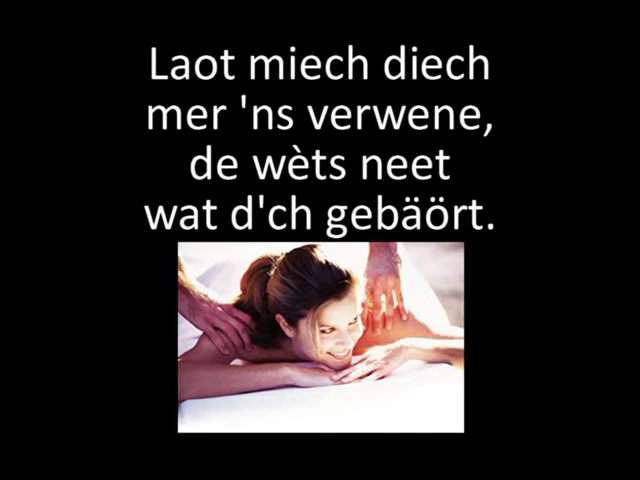 Laot miech diech
mer 'ns verwene,
de wèts neet
wat d'ch gebäört.